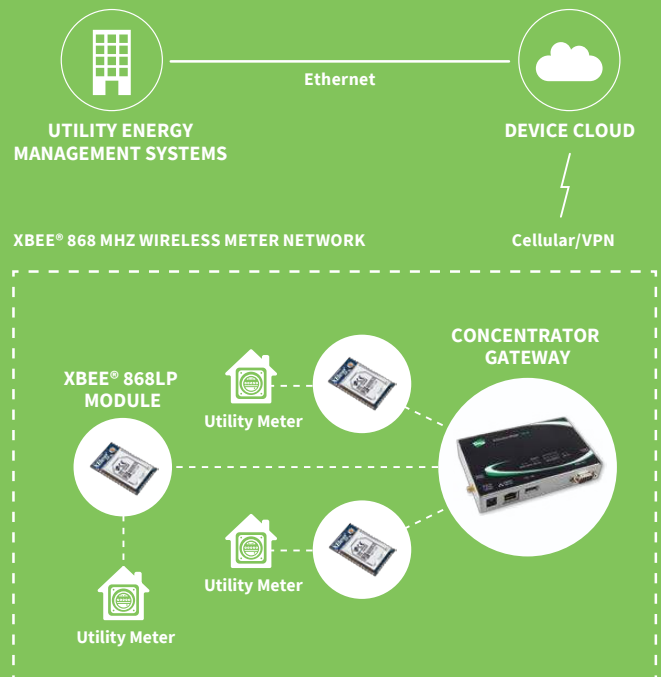 Ethernet
UTILITY ENERGY
MANAGEMENT SYSTEMS
DEVICE CLOUD
XBEE® 868 MHZ WIRELESS METER NETWORK
Cellular/VPN
CONCENTRATOR
GATEWAY
XBEE® 868LP
MODULE
Utility Meter
Utility Meter
Utility Meter